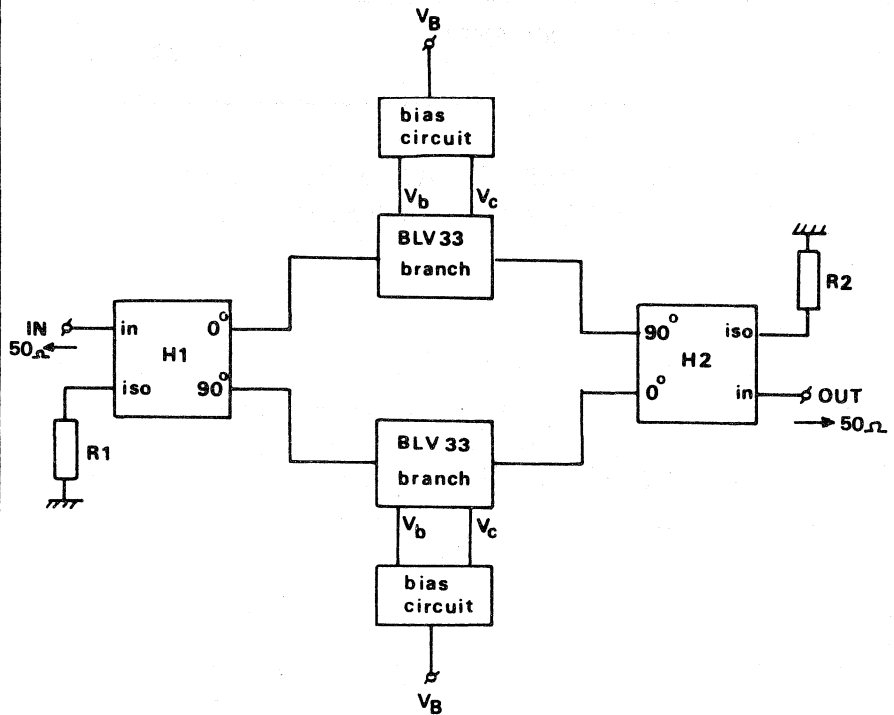 VB
bias
circuit
Vb Vc
BLV 33
branch
R2
IN in 0° 90° iso
50Ω H1 H2
iso 90° 0° in OUT
50Ω
R1
BLV 33
branch
Vb Vc
bias
circuit
VB